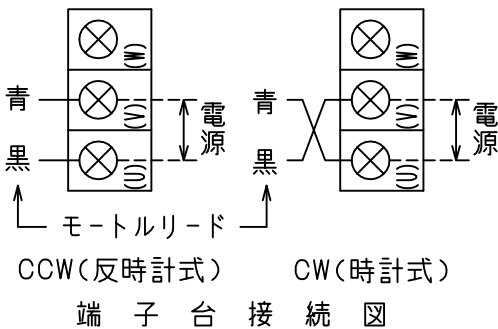 (W)
(W)
青
(V)
電源
青
(V)
電源
黒
(U)
黒
(U)
モートルリード
CCW(反時計式)
CW(時計式)
端子台接続図